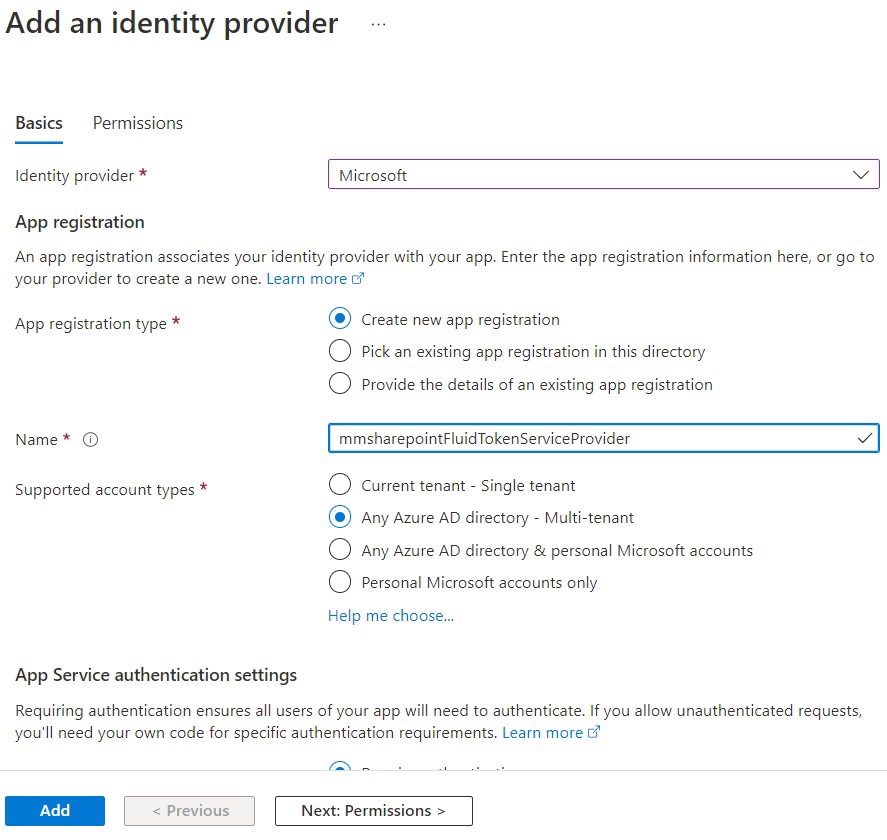 Add an identity provider ...
Basics Permissions
Identity provider * Microsoft
App registration
An app registration associates your identity provider with your app. Enter the app registration information here, or go to
your provider to create a new one. Learn more
App registration type * Create new app registration
Pick an existing app registration in this directory
Provide the details of an existing app registration
Name * mmsharepointFluidTokenServiceProvider
Supported account types * Current tenant - Single tenant
Any Azure AD directory - Multi-tenant
Any Azure AD directory & personal Microsoft accounts
Personal Microsoft accounts only
Help me choose...
App Service authentication settings
Requiring authentication ensures all users of your app will need to authenticate. If you allow unauthenticated requests,
you'll need your own code for specific authentication requirements. Learn more
Add < Previous Next: Permissions >